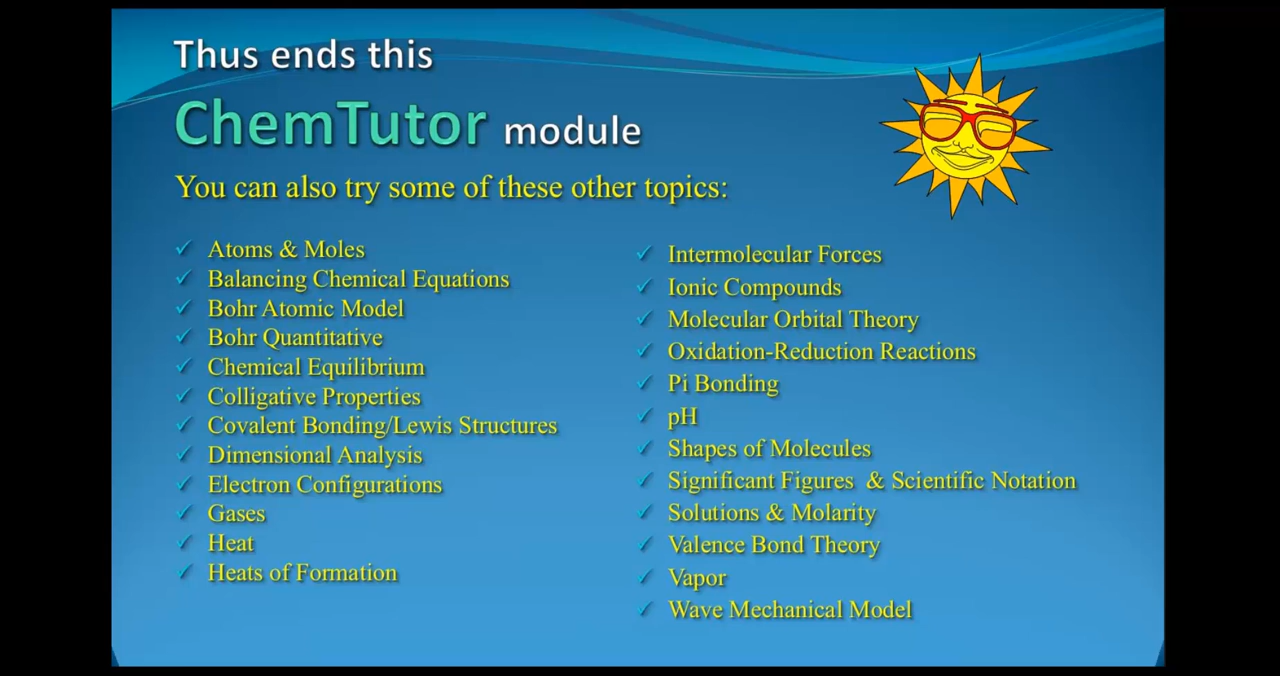 Thus ends this
ChemTutor module
You can also try some of these other topics:
Atoms & Moles
Balancing Chemical Equations
Bohr Atomic Model
Bohr Quantitative
Chemical Equilibrium
Colligative Properties
Covalent Bonding/Lewis Structures
Dimensional Analysis
Electron Configurations
Gases
Heat
Heats of Formation
Intermolecular Forces
Ionic Compounds
Molecular Orbital Theory
Oxidation-Reduction Reactions
Pi Bonding
pH
Shapes of Molecules
Significant Figures & Scientific Notation
Solutions & Molarity
Valence Bond Theory
Vapor
Wave Mechanical Model